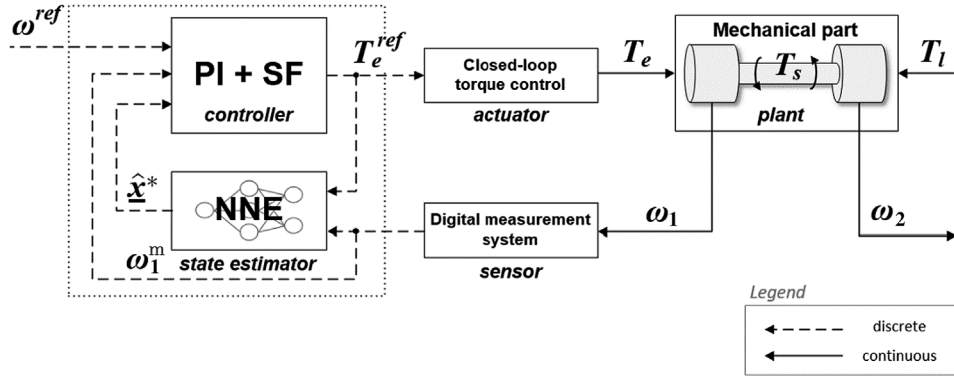 ω^ref
PI + SF
controller
T_e^ref
Closed-loop
torque control
actuator
T_e
Mechanical part
T_s
plant
T_l
x̂*
NNE
state estimator
ω_1^m
Digital measurement
system
sensor
ω_1
ω_2
Legend
discrete
continuous